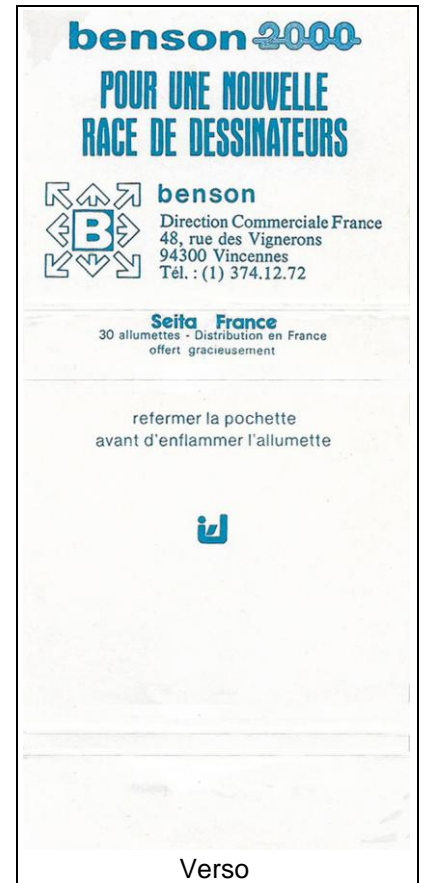 benson 2000
POUR UNE NOUVELLE
RACE DE DESSINATEURS
B
benson
Direction Commerciale France
48, rue des Vignerons
94300 Vincennes
Tél. : (1) 374.12.72
Seita France
30 allumettes - Distribution en France
offert gracieusement
refermer la pochette
avant d'enflammer l'allumette
Verso